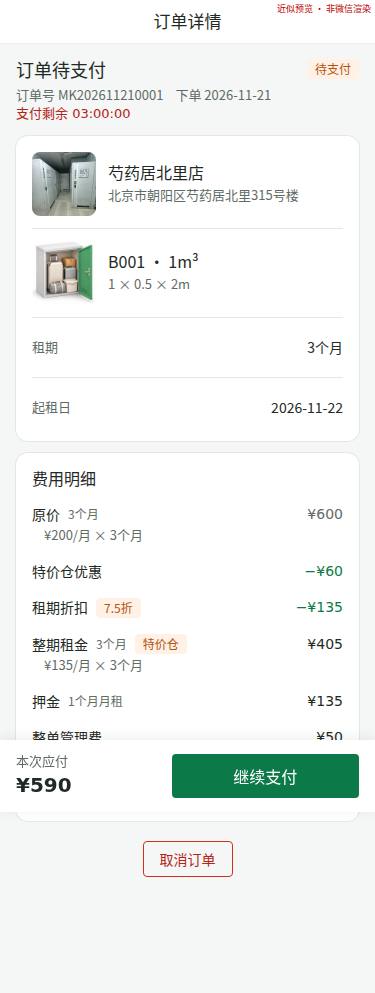 近似预览 · 非微信渲染
订单详情
订单待支付
待支付
订单号 MK202611210001 下单 2026-11-21
支付剩余 03:00:00
芍药居北里店
北京市朝阳区芍药居北里315号楼
B001 · 1m³
1 × 0.5 × 2m
租期 3个月
起租日 2026-11-22
费用明细
原价 3个月 ¥600
¥200/月 × 3个月
特价仓优惠 −¥60
租期折扣 7.5折 −¥135
整期租金 3个月 特价仓 ¥405
¥135/月 × 3个月
押金 1个月月租 ¥135
整单管理费 ¥50
本次应付
¥590
继续支付
取消订单